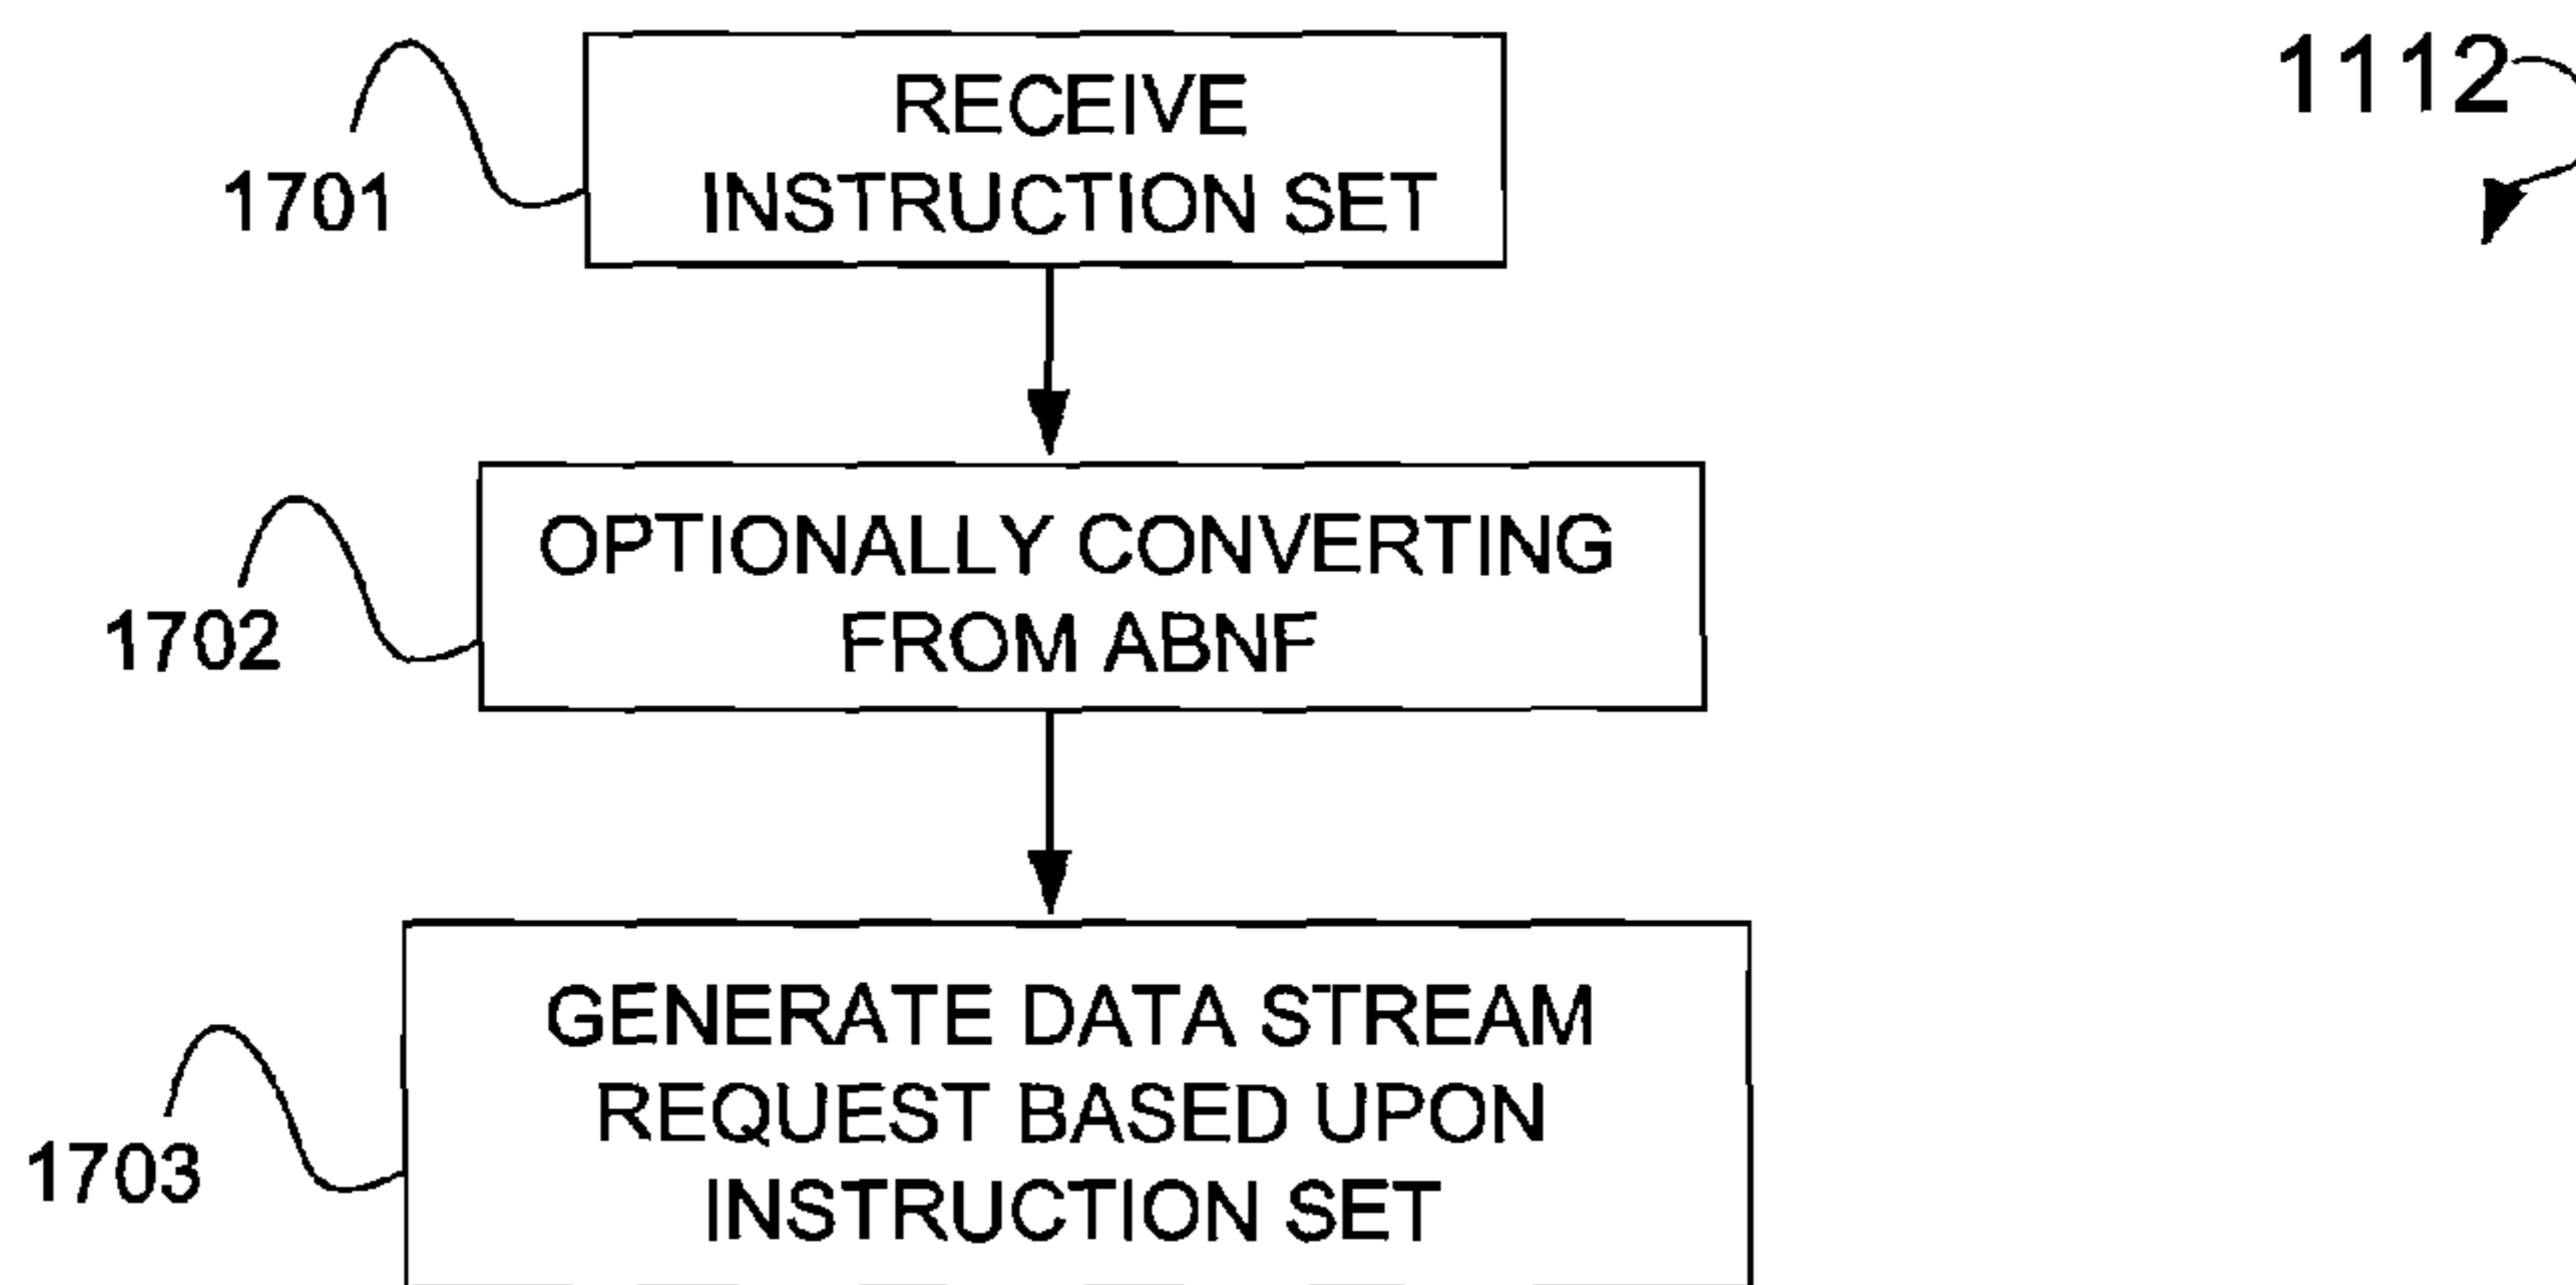 RECEIVE
INSTRUCTION SET
1701
1112
OPTIONALLY CONVERTING
FROM ABNF
1702
GENERATE DATA STREAM
REQUEST BASED UPON
INSTRUCTION SET
1703